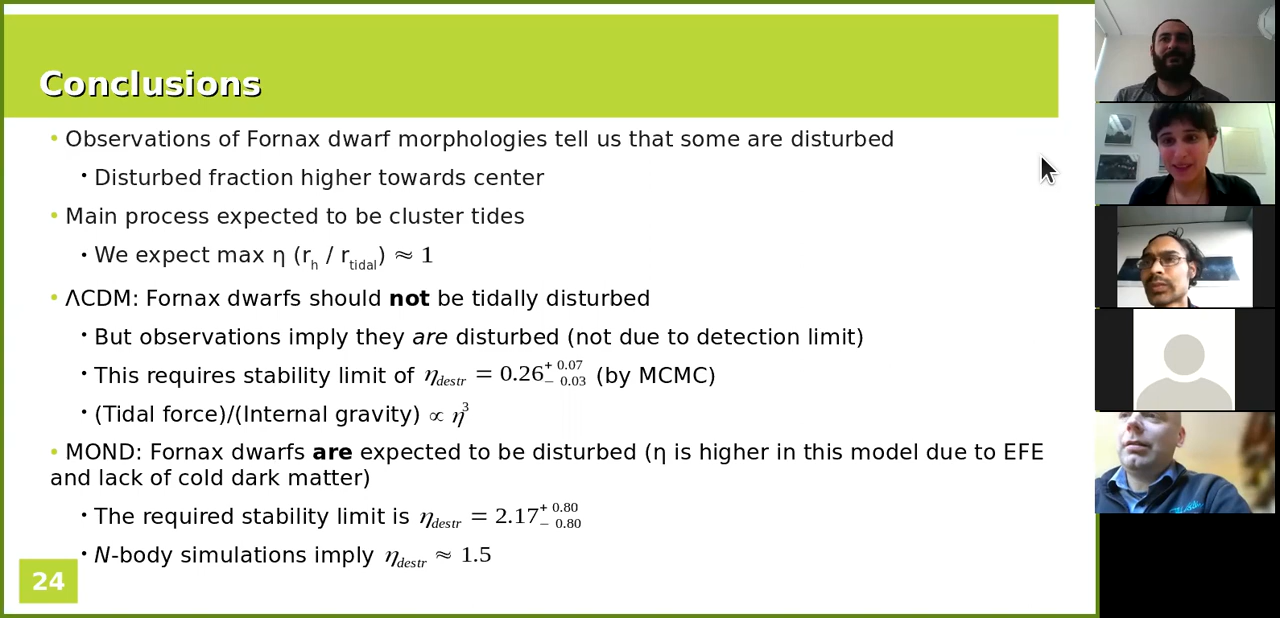 Conclusions
• Observations of Fornax dwarf morphologies tell us that some are disturbed
• Disturbed fraction higher towards center
• Main process expected to be cluster tides
• We expect max η (r_h / r_tidal) ≈ 1
• ΛCDM: Fornax dwarfs should not be tidally disturbed
• But observations imply they are disturbed (not due to detection limit)
• This requires stability limit of η_destr = 0.26^{+ 0.07}_{− 0.03} (by MCMC)
• (Tidal force)/(Internal gravity) ∝ η^3
• MOND: Fornax dwarfs are expected to be disturbed (η is higher in this model due to EFE
and lack of cold dark matter)
• The required stability limit is η_destr = 2.17^{+ 0.80}_{− 0.80}
• N-body simulations imply η_destr ≈ 1.5
24